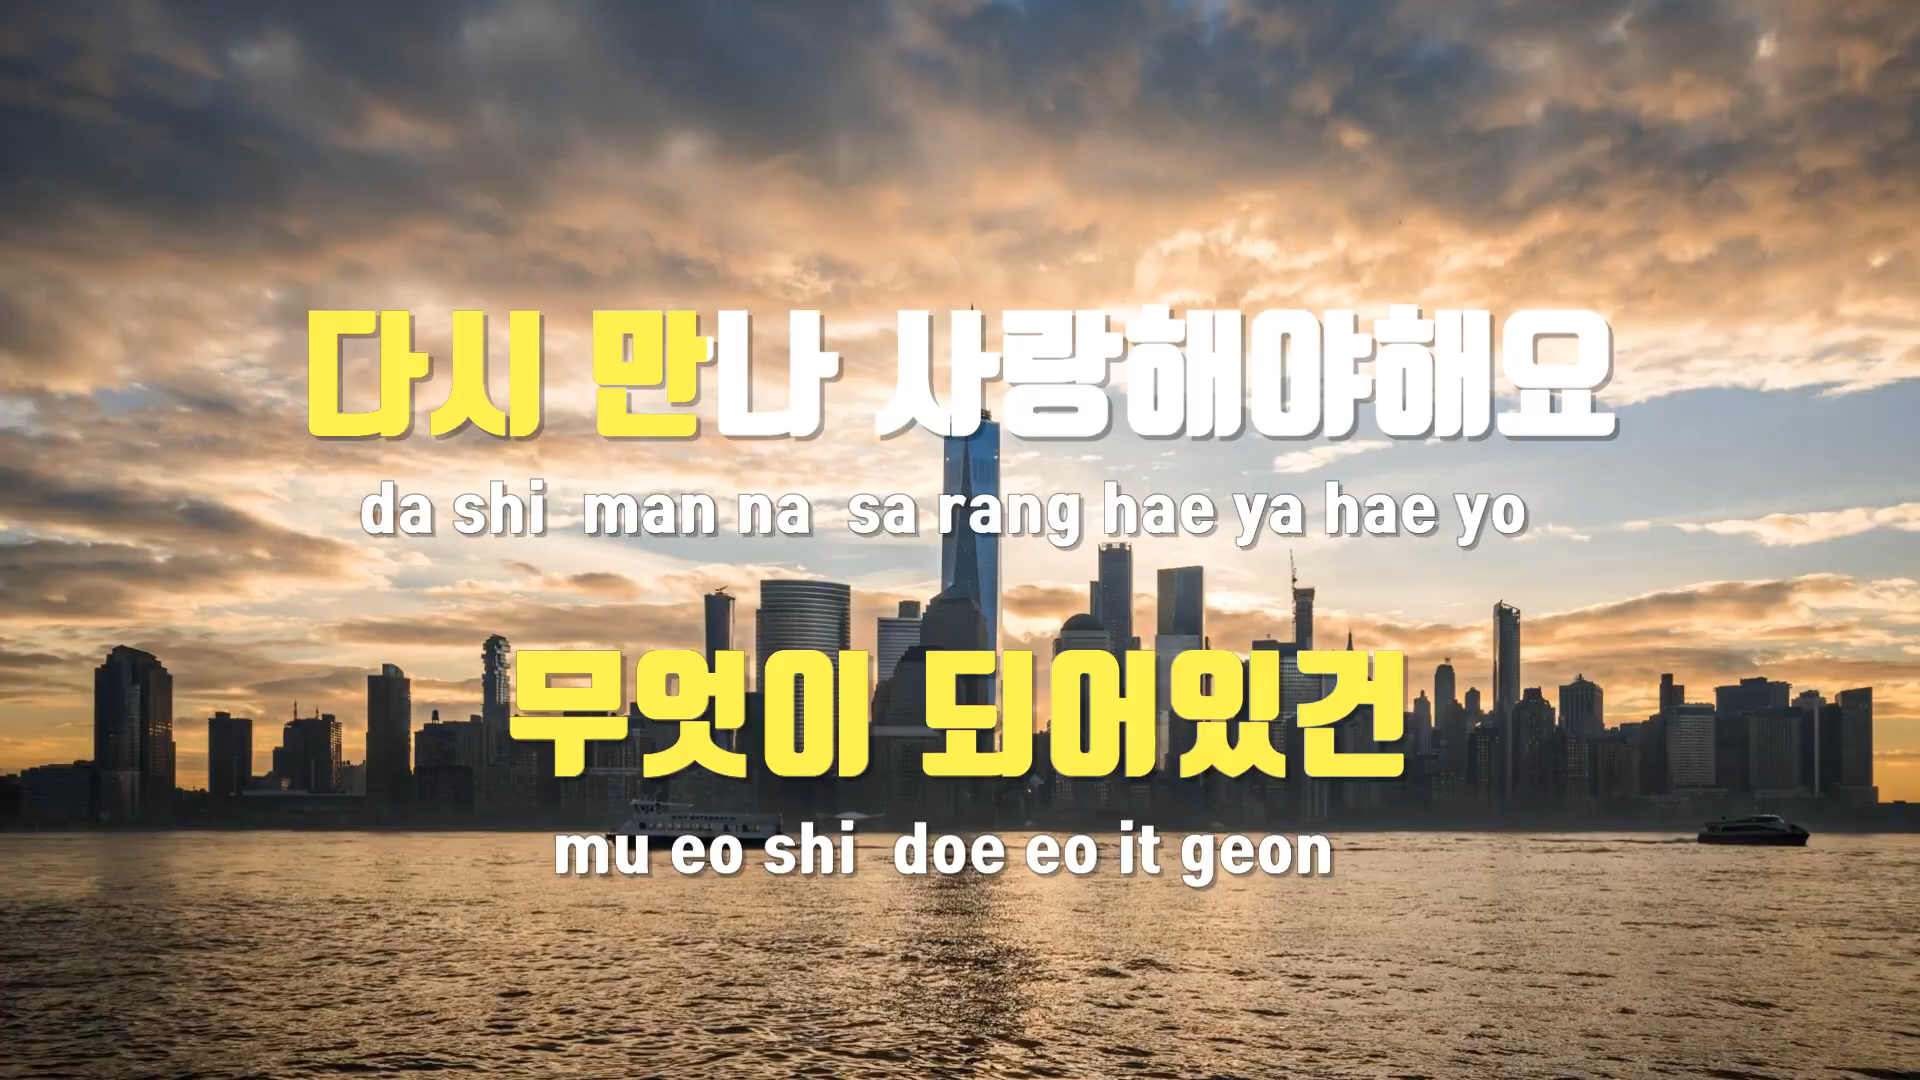 다시 만나 사랑해야해요
da shi man na sa rang hae ya hae yo
무엇이 되어있건
mu eo shi doe eo it geon